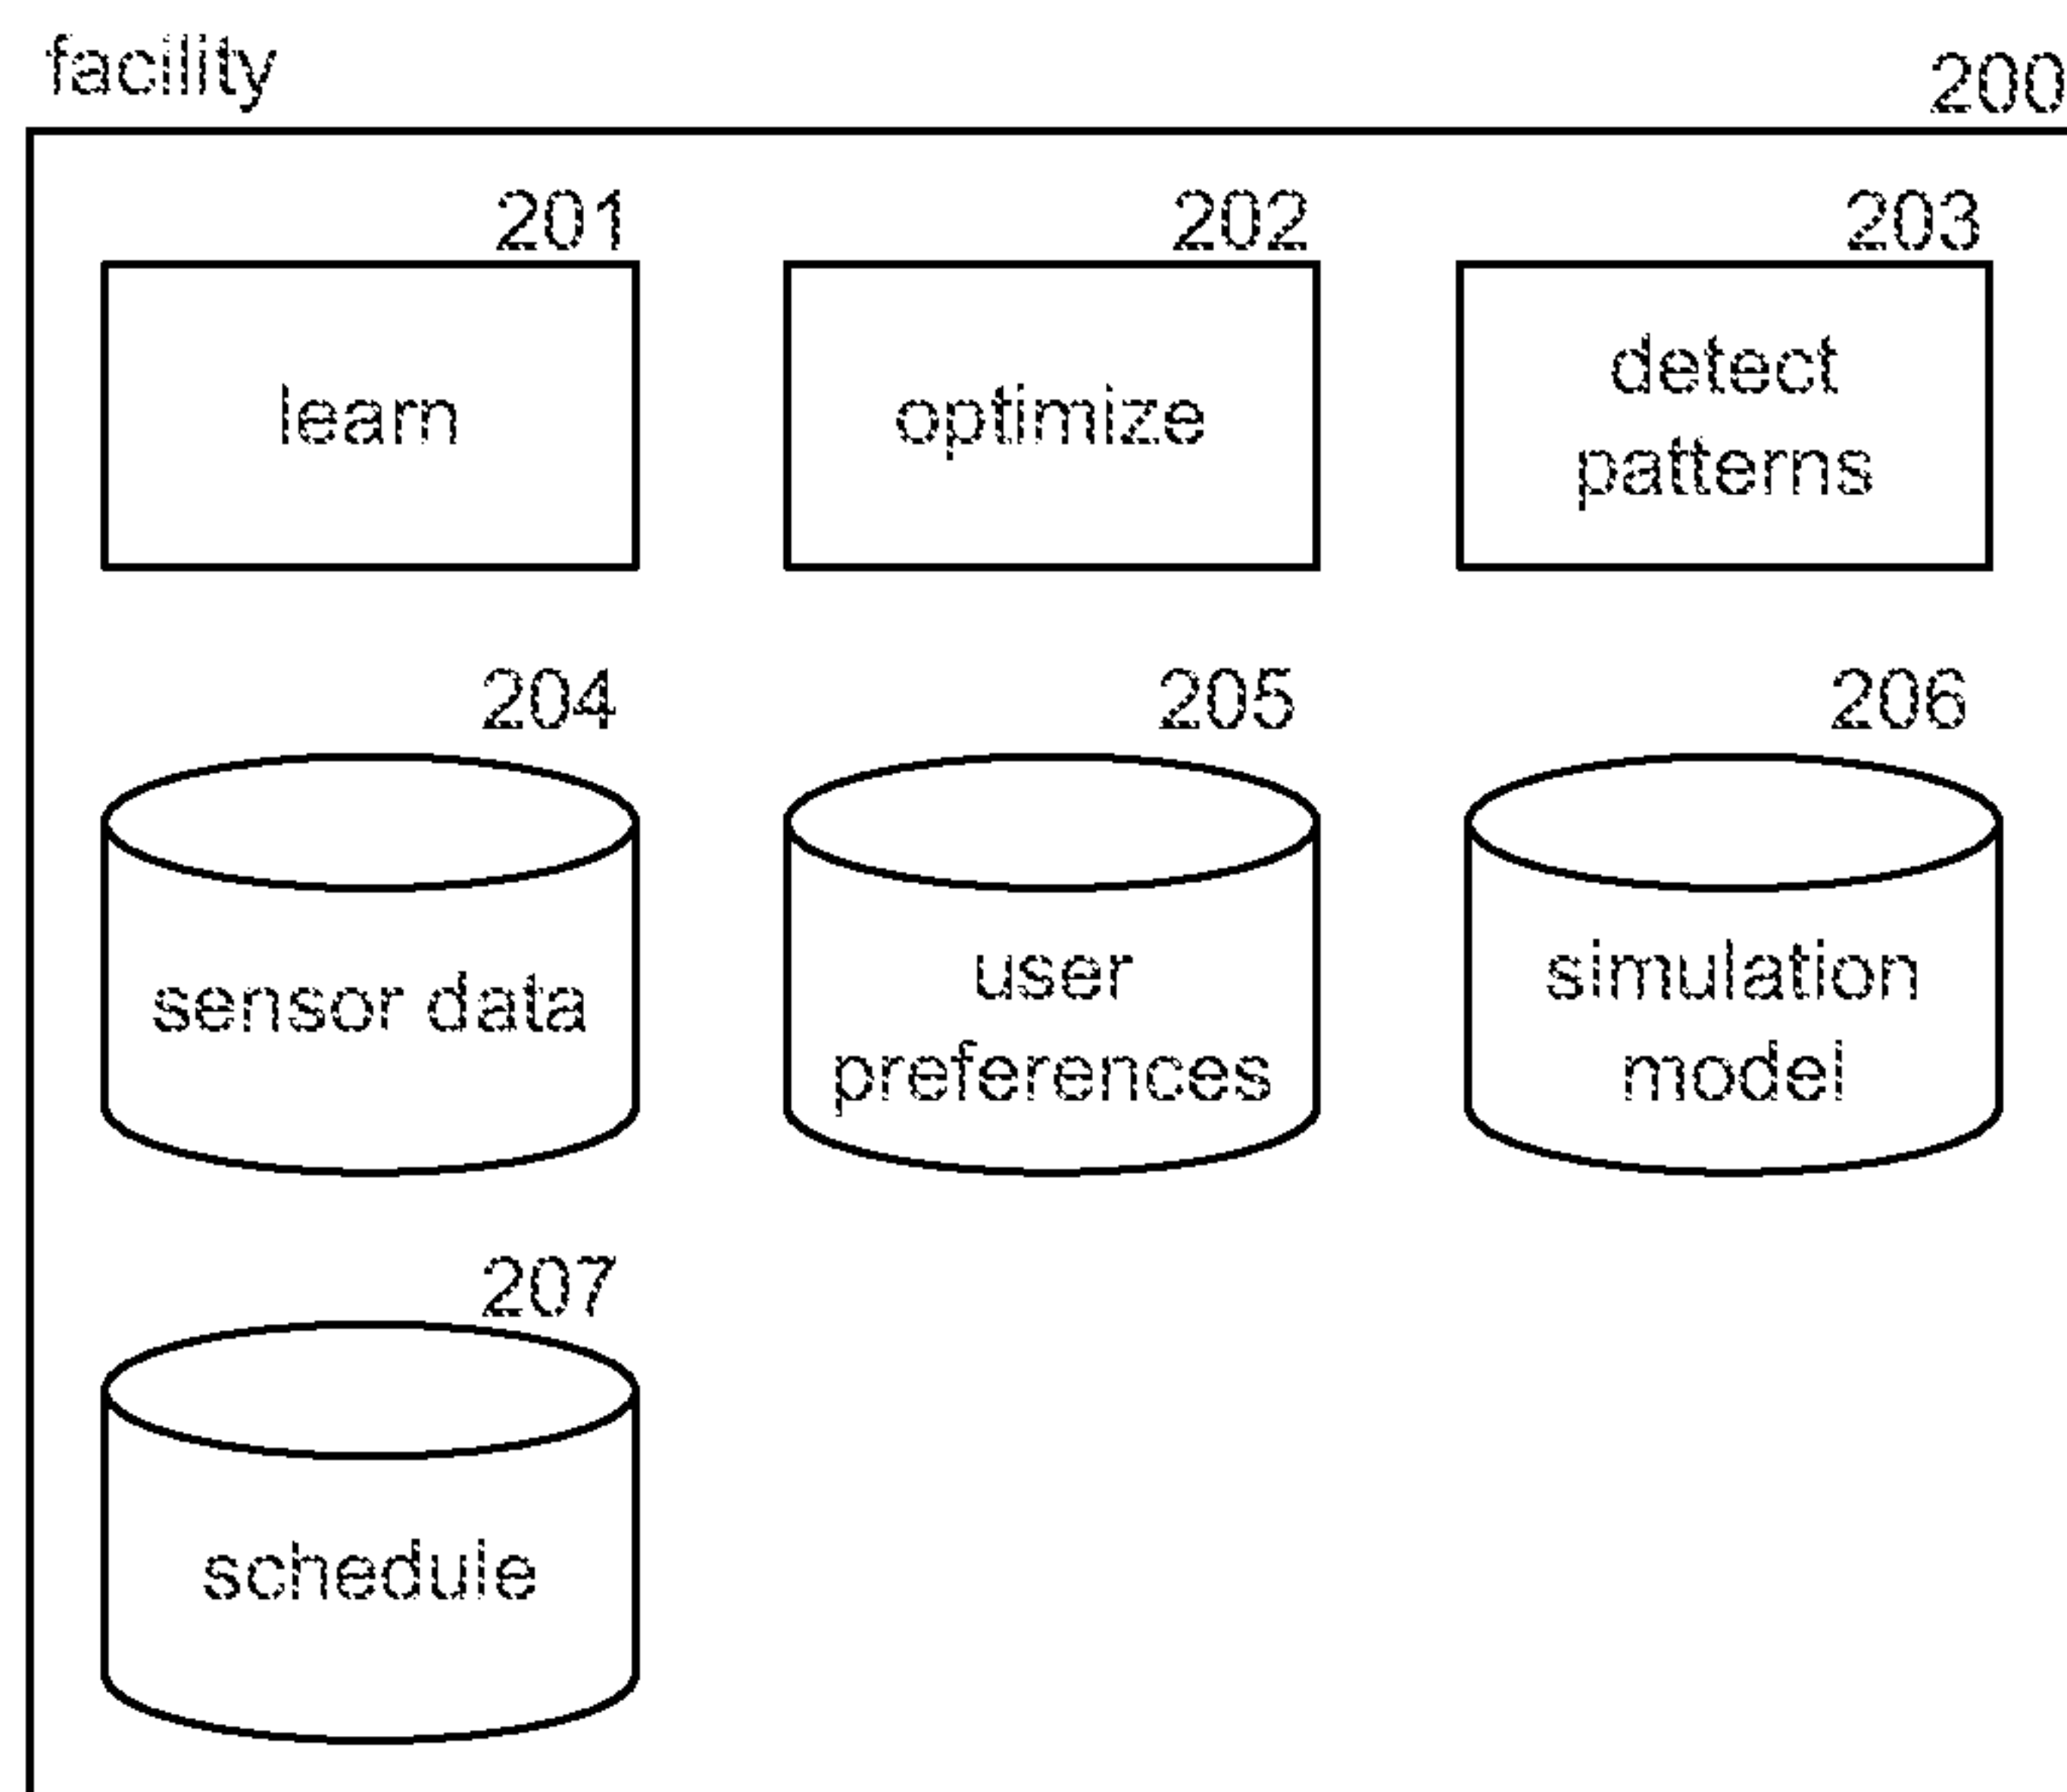 facility
200
201
202
203
learn
optimize
detect
patterns
204
205
206
sensor data
user
preferences
simulation
model
207
schedule